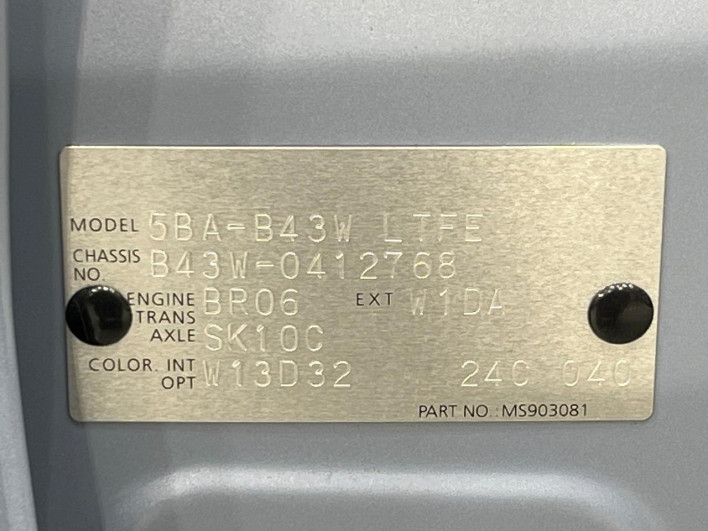 MODEL 5BA-B43W LTFE
CHASSIS NO. B43W-0412768
ENGINE BR06 EXT W1DA
TRANS AXLE SK10C
COLOR. INT OPT W13D32 24C 04C
PART NO.: MS903081